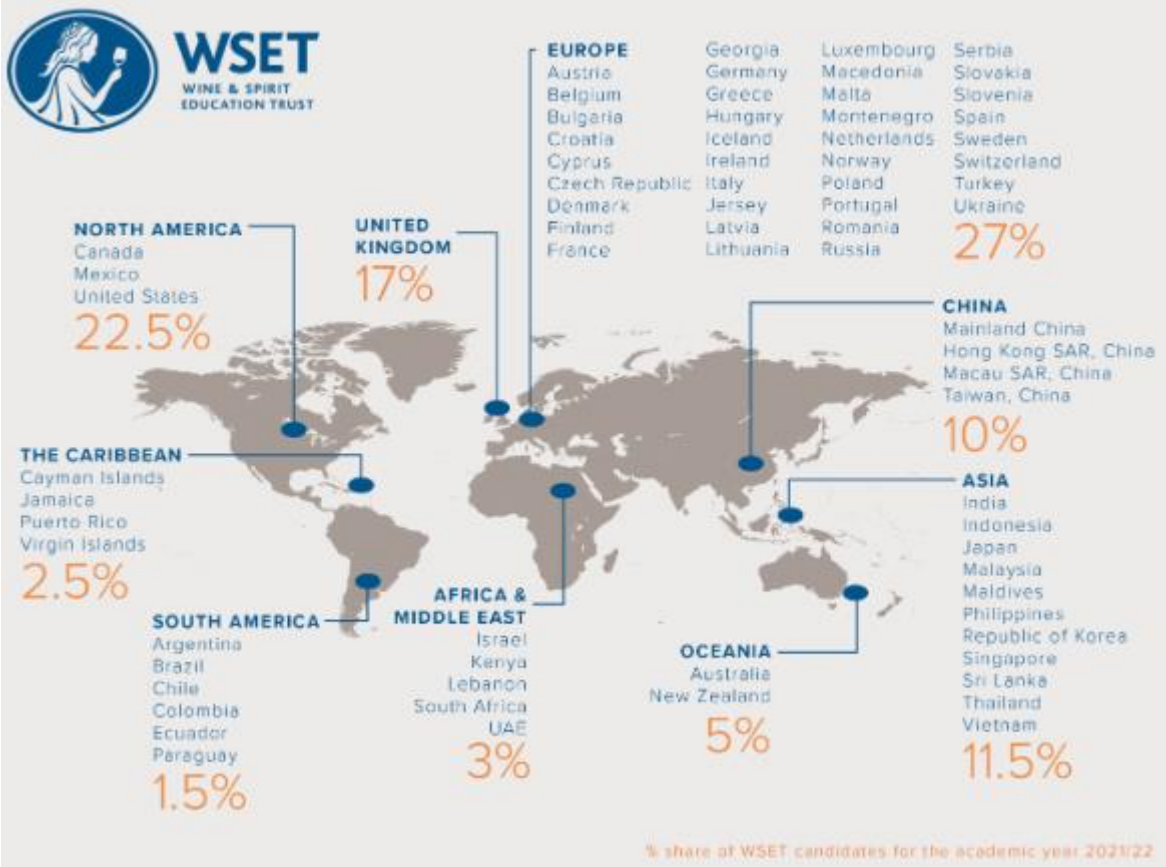 WSET
WINE & SPIRIT
EDUCATION TRUST
EUROPE
Austria
Belgium
Bulgaria
Croatia
Cyprus
Czech Republic
Denmark
Finland
France
Georgia
Germany
Greece
Hungary
Iceland
Ireland
Italy
Jersey
Latvia
Lithuania
Luxembourg
Macedonia
Malta
Montenegro
Netherlands
Norway
Poland
Portugal
Romania
Russia
Serbia
Slovakia
Slovenia
Spain
Sweden
Switzerland
Turkey
Ukraine
27%
NORTH AMERICA
Canada
Mexico
United States
22.5%
UNITED
KINGDOM
17%
CHINA
Mainland China
Hong Kong SAR, China
Macau SAR, China
Taiwan, China
10%
THE CARIBBEAN
Cayman Islands
Jamaica
Puerto Rico
Virgin Islands
2.5%
ASIA
India
Indonesia
Japan
Malaysia
Maldives
Philippines
Republic of Korea
Singapore
Sri Lanka
Thailand
Vietnam
11.5%
SOUTH AMERICA
Argentina
Brazil
Chile
Colombia
Ecuador
Paraguay
1.5%
AFRICA &
MIDDLE EAST
Israel
Kenya
Lebanon
South Africa
UAE
3%
OCEANIA
Australia
New Zealand
5%
% share of WSET candidates for the academic year 2021/22